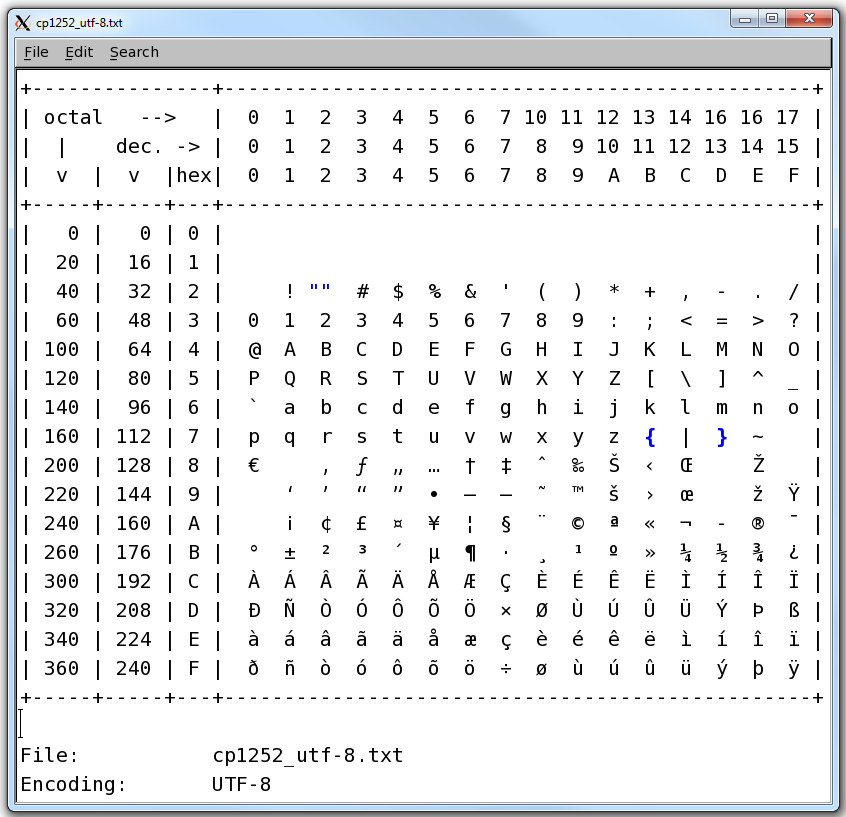 cp1252_utf-8.txt
File Edit Search
+---------------+--------------------------------------------------+
| octal   -->   |  0  1  2  3  4  5  6  7 10 11 12 13 14 16 16 17 |
|  |    dec. -> |  0  1  2  3  4  5  6  7  8  9 10 11 12 13 14 15 |
|  v  |  v  |hex|  0  1  2  3  4  5  6  7  8  9  A  B  C  D  E  F |
+-----+-----+---+--------------------------------------------------+
|   0 |   0 | 0 |                                                 |
|  20 |  16 | 1 |                                                 |
|  40 |  32 | 2 |     ! ""  #  $  %  &  '  (  )  *  +  ,  -  .  / |
|  60 |  48 | 3 |  0  1  2  3  4  5  6  7  8  9  :  ;  <  =  >  ? |
| 100 |  64 | 4 |  @  A  B  C  D  E  F  G  H  I  J  K  L  M  N  O |
| 120 |  80 | 5 |  P  Q  R  S  T  U  V  W  X  Y  Z  [  \  ]  ^  _ |
| 140 |  96 | 6 |  `  a  b  c  d  e  f  g  h  i  j  k  l  m  n  o |
| 160 | 112 | 7 |  p  q  r  s  t  u  v  w  x  y  z  {  |  }  ~    |
| 200 | 128 | 8 |  €     ‚  ƒ  „  …  †  ‡  ˆ  ‰  Š  ‹  Œ     Ž    |
| 220 | 144 | 9 |     ‘  ’  “  ”  •  –  —  ˜  ™  š  ›  œ     ž  Ÿ |
| 240 | 160 | A |     ¡  ¢  £  ¤  ¥  ¦  §  ¨  ©  ª  «  ¬  -  ®  ¯ |
| 260 | 176 | B |  °  ±  ²  ³  ´  µ  ¶  ·  ¸  ¹  º  »  ¼  ½  ¾  ¿ |
| 300 | 192 | C |  À  Á  Â  Ã  Ä  Å  Æ  Ç  È  É  Ê  Ë  Ì  Í  Î  Ï |
| 320 | 208 | D |  Ð  Ñ  Ò  Ó  Ô  Õ  Ö  ×  Ø  Ù  Ú  Û  Ü  Ý  Þ  ß |
| 340 | 224 | E |  à  á  â  ã  ä  å  æ  ç  è  é  ê  ë  ì  í  î  ï |
| 360 | 240 | F |  ð  ñ  ò  ó  ô  õ  ö  ÷  ø  ù  ú  û  ü  ý  þ  ÿ |
+-----+-----+---+--------------------------------------------------+
File:           cp1252_utf-8.txt
Encoding:       UTF-8